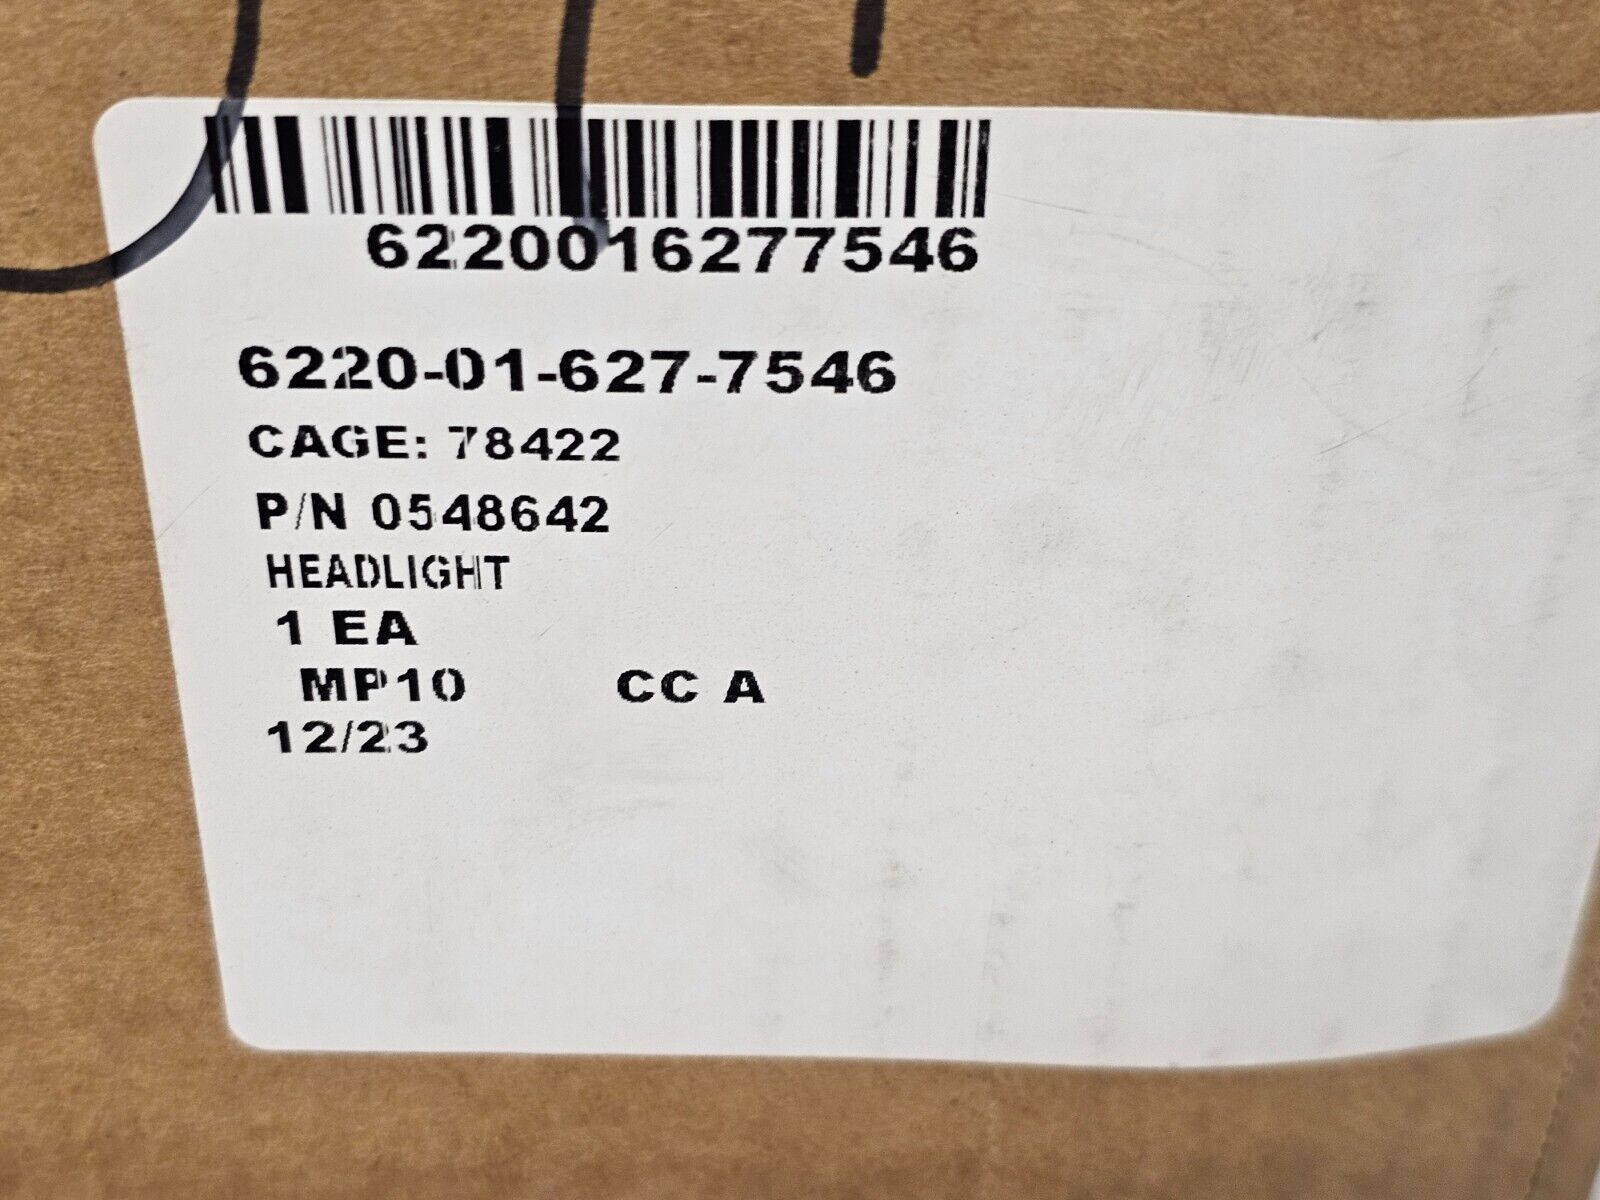 6220016277546
6220-01-627-7546
CAGE: 78422
P/N 0548642
HEADLIGHT
1 EA
MP10 CC A
12/23